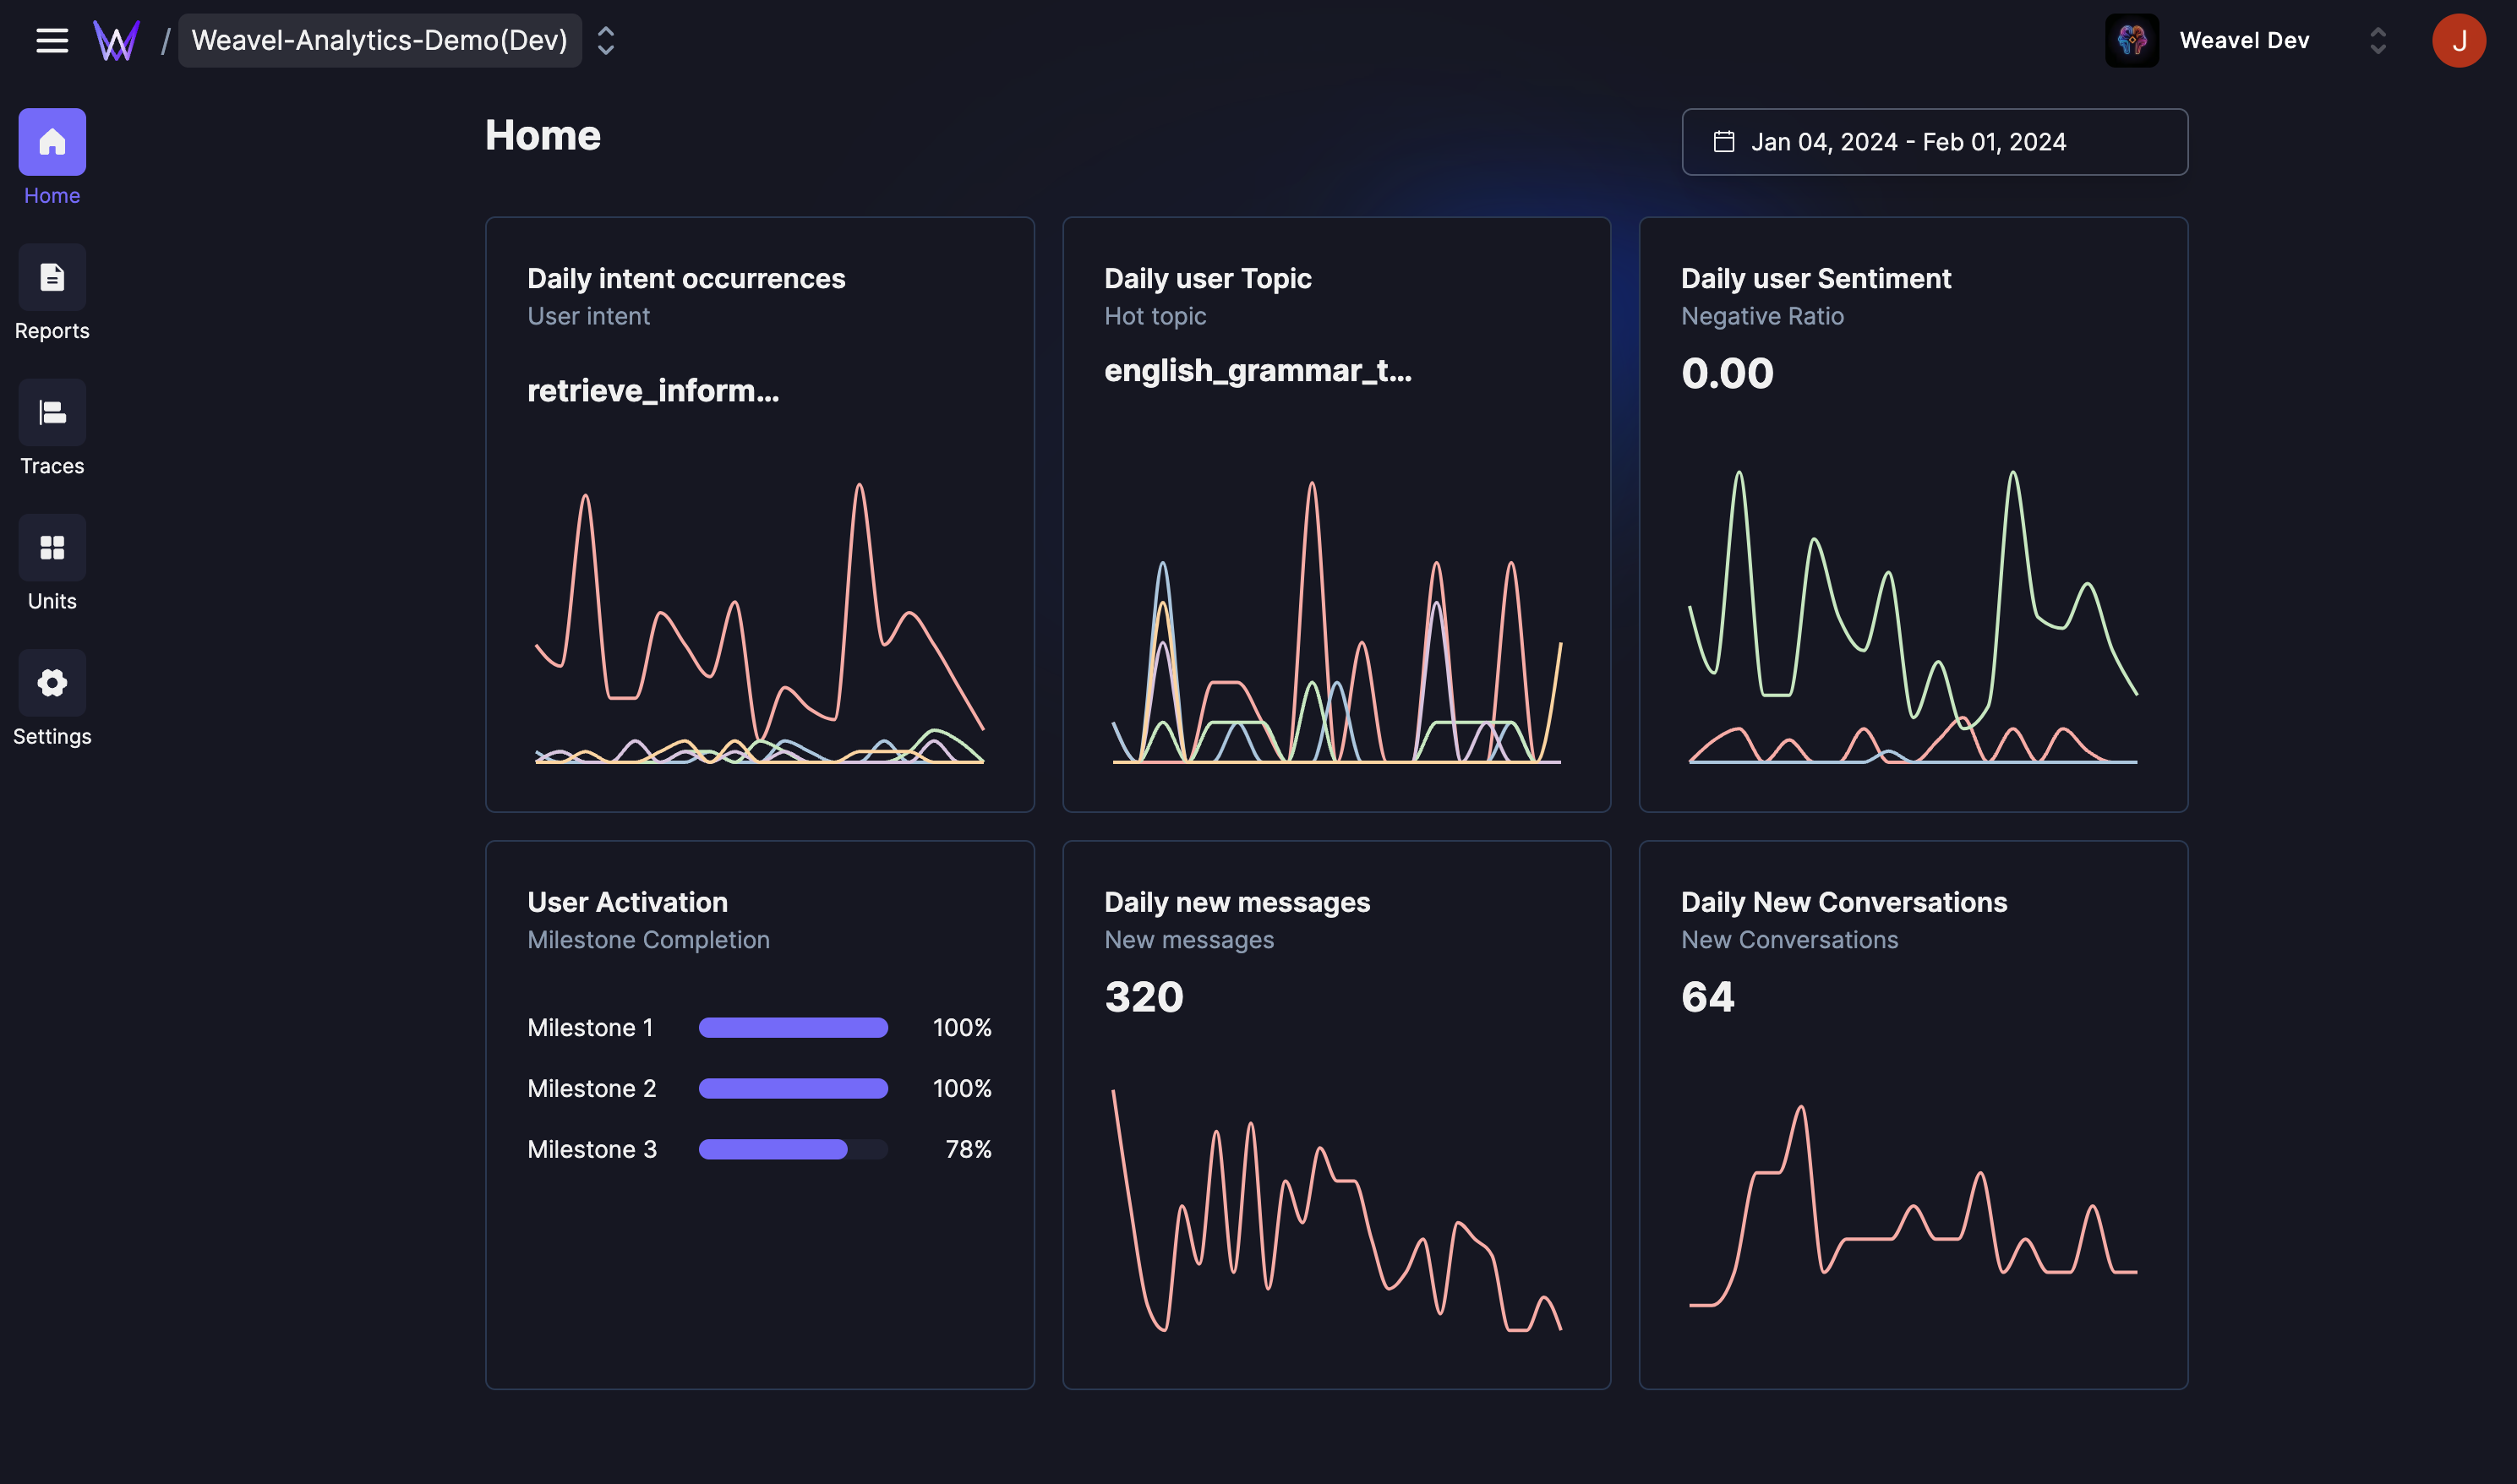 / Weavel-Analytics-Demo(Dev)
Weavel Dev
J
Home
Reports
Traces
Units
Settings
Home
Jan 04, 2024 - Feb 01, 2024
Daily intent occurrences
User intent
retrieve_inform...
Daily user Topic
Hot topic
english_grammar_t...
Daily user Sentiment
Negative Ratio
0.00
User Activation
Milestone Completion
Milestone 1 100%
Milestone 2 100%
Milestone 3 78%
Daily new messages
New messages
320
Daily New Conversations
New Conversations
64